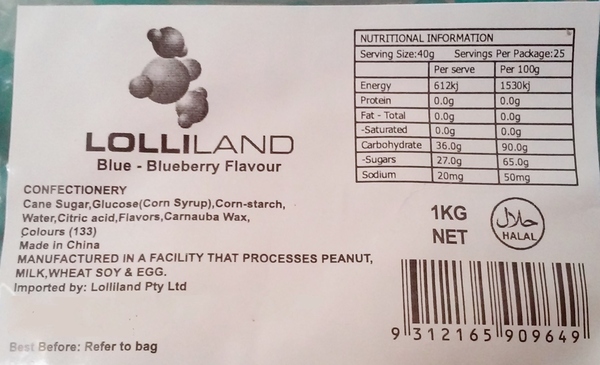 LOLLILAND
Blue - Blueberry Flavour
CONFECTIONERY
Cane Sugar,Glucose(Corn Syrup),Corn-starch,
Water,Citric acid,Flavors,Carnauba Wax,
Colours (133)
Made in China
MANUFACTURED IN A FACILITY THAT PROCESSES PEANUT,
MILK,WHEAT SOY & EGG.
Imported by: Lolliland Pty Ltd
Best Before: Refer to bag
NUTRITIONAL INFORMATION
Serving Size:40g Servings Per Package:25
Per serve Per 100g
Energy 612kj 1530kj
Protein 0.0g 0.0g
Fat - Total 0.0g 0.0g
-Saturated 0.0g 0.0g
Carbohydrate 36.0g 90.0g
-Sugars 27.0g 65.0g
Sodium 20mg 50mg
1KG
NET
حلال
HALAL
9 312165 909649